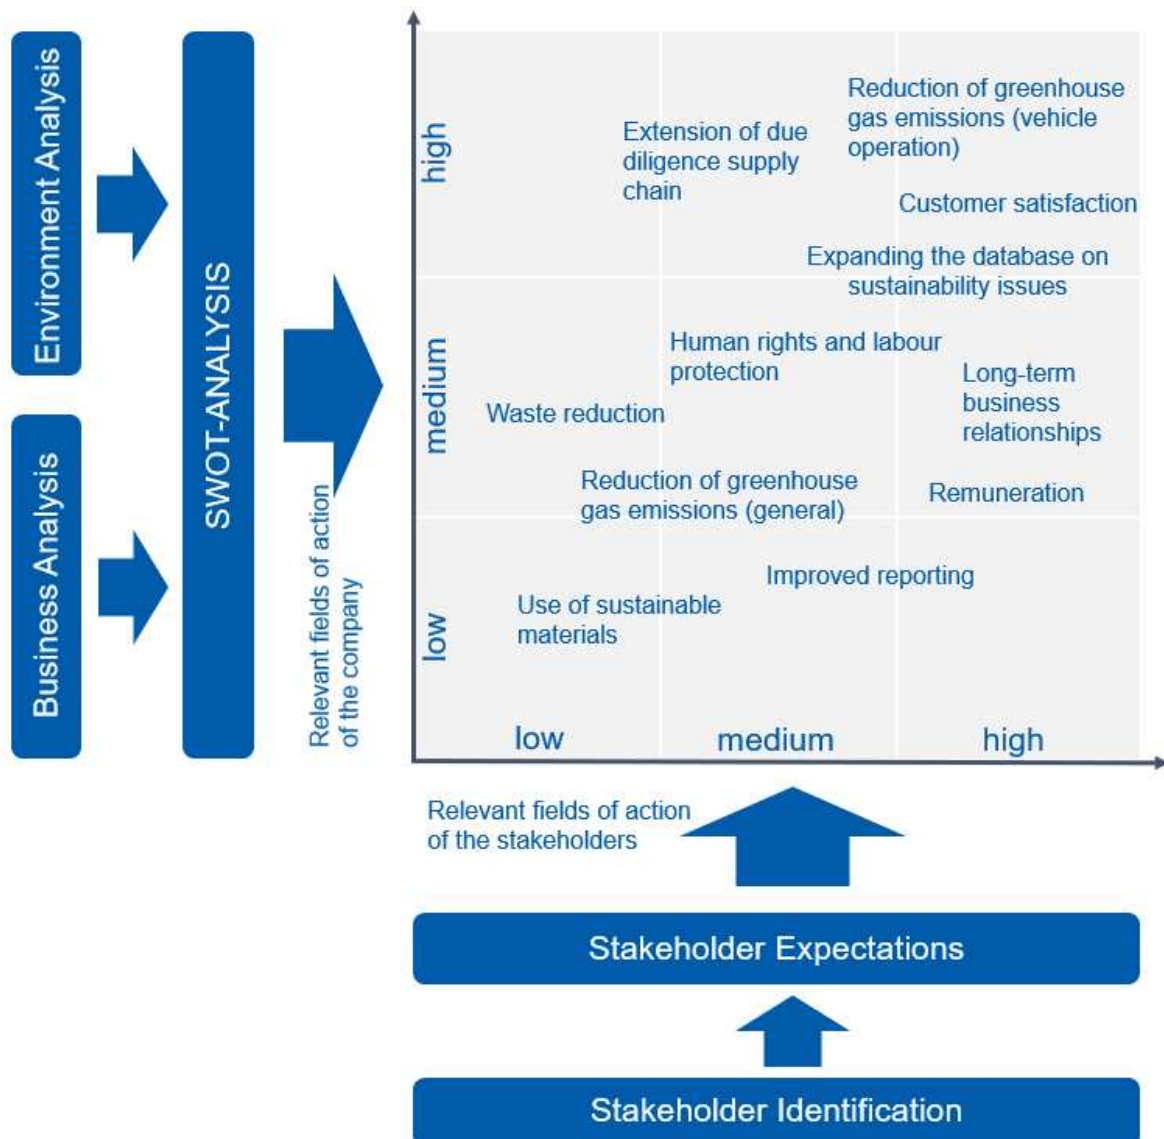 Environment Analysis
Business Analysis
SWOT-ANALYSIS
Relevant fields of action
of the company
high
medium
low
Reduction of greenhouse
gas emissions (vehicle
operation)
Extension of due
diligence supply
chain
Customer satisfaction
Expanding the database on
sustainability issues
Human rights and labour
protection
Long-term
business
relationships
Waste reduction
Reduction of greenhouse
gas emissions (general)
Remuneration
Improved reporting
Use of sustainable
materials
low
medium
high
Relevant fields of action
of the stakeholders
Stakeholder Expectations
Stakeholder Identification